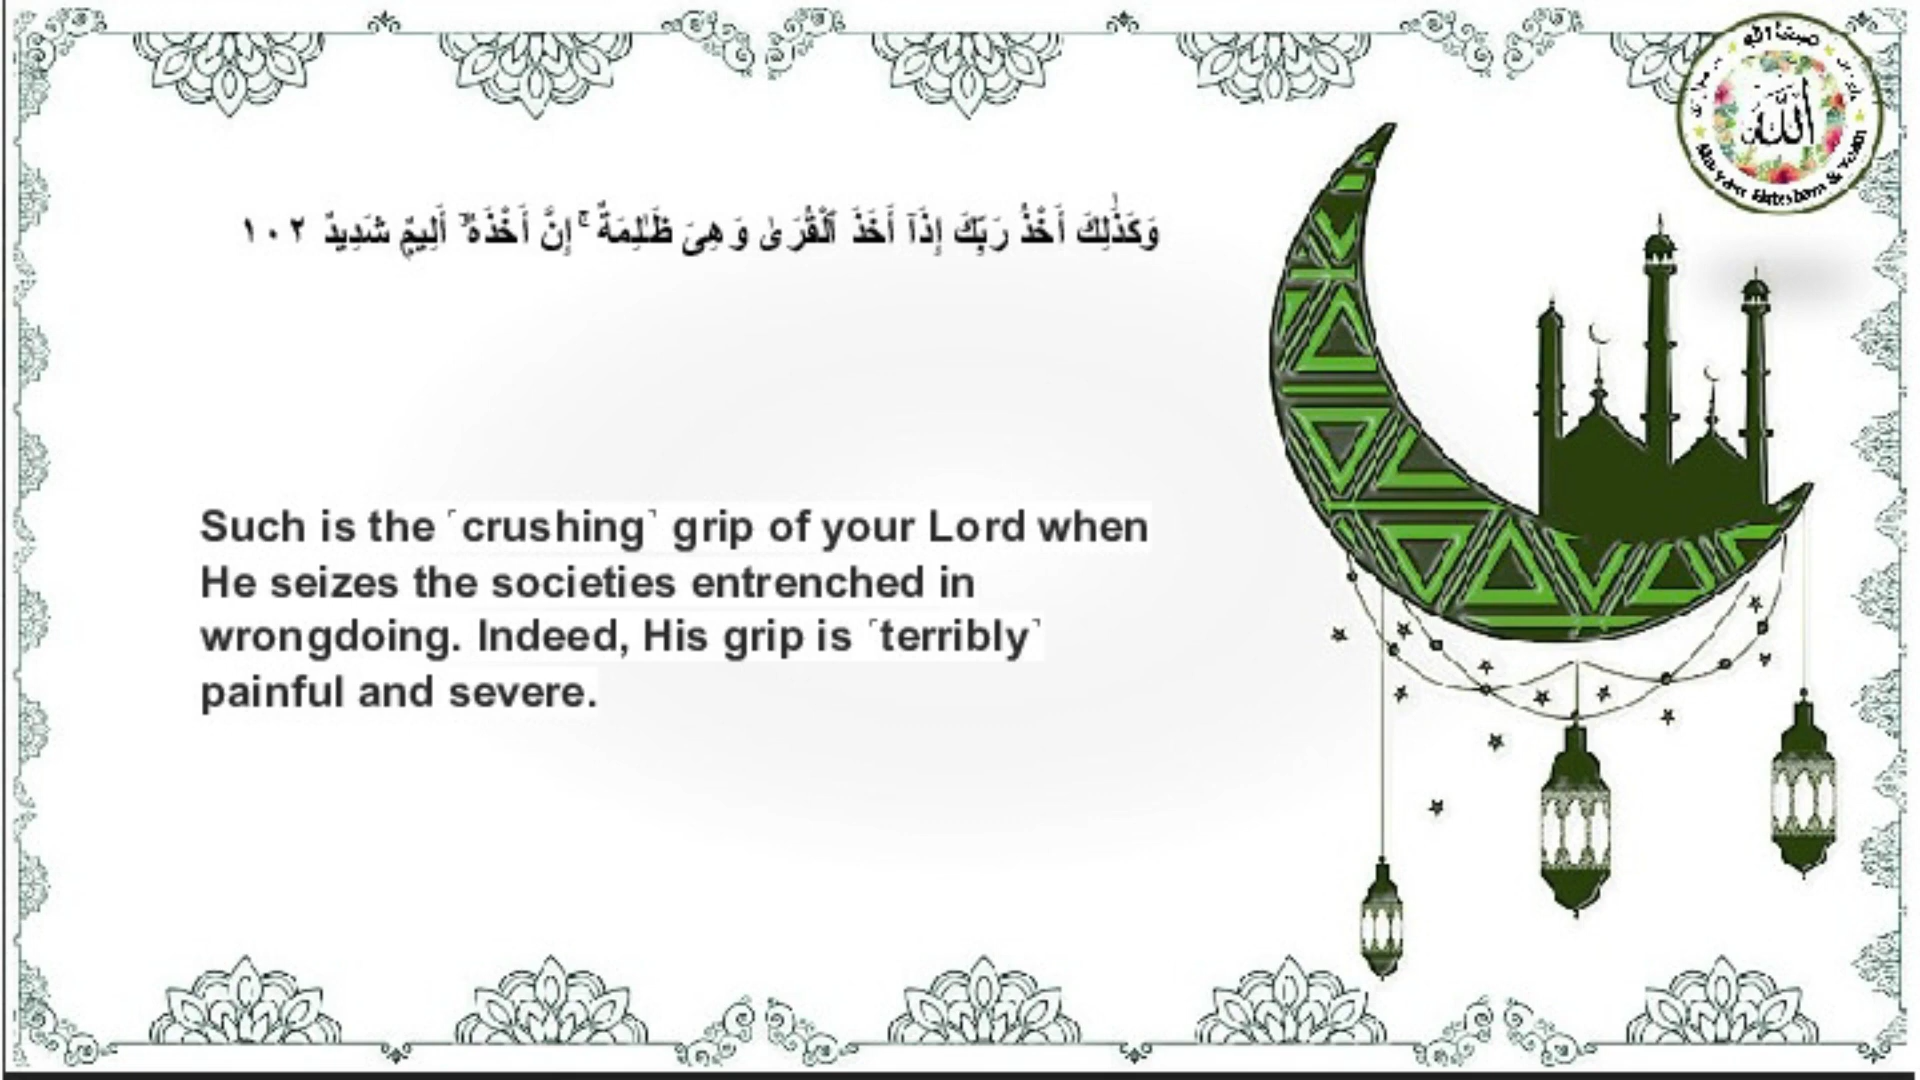 وَكَذَٰلِكَ أَخْذُ رَبِّكَ إِذَآ أَخَذَ ٱلْقُرَىٰ وَهِىَ ظَـٰلِمَةٌ ۚ إِنَّ أَخْذَهُۥٓ أَلِيمٌ شَدِيدٌ ١٠٢
Such is the ˹crushing˺ grip of your Lord when
He seizes the societies entrenched in
wrongdoing. Indeed, His grip is ˹terribly˺
painful and severe.
الله